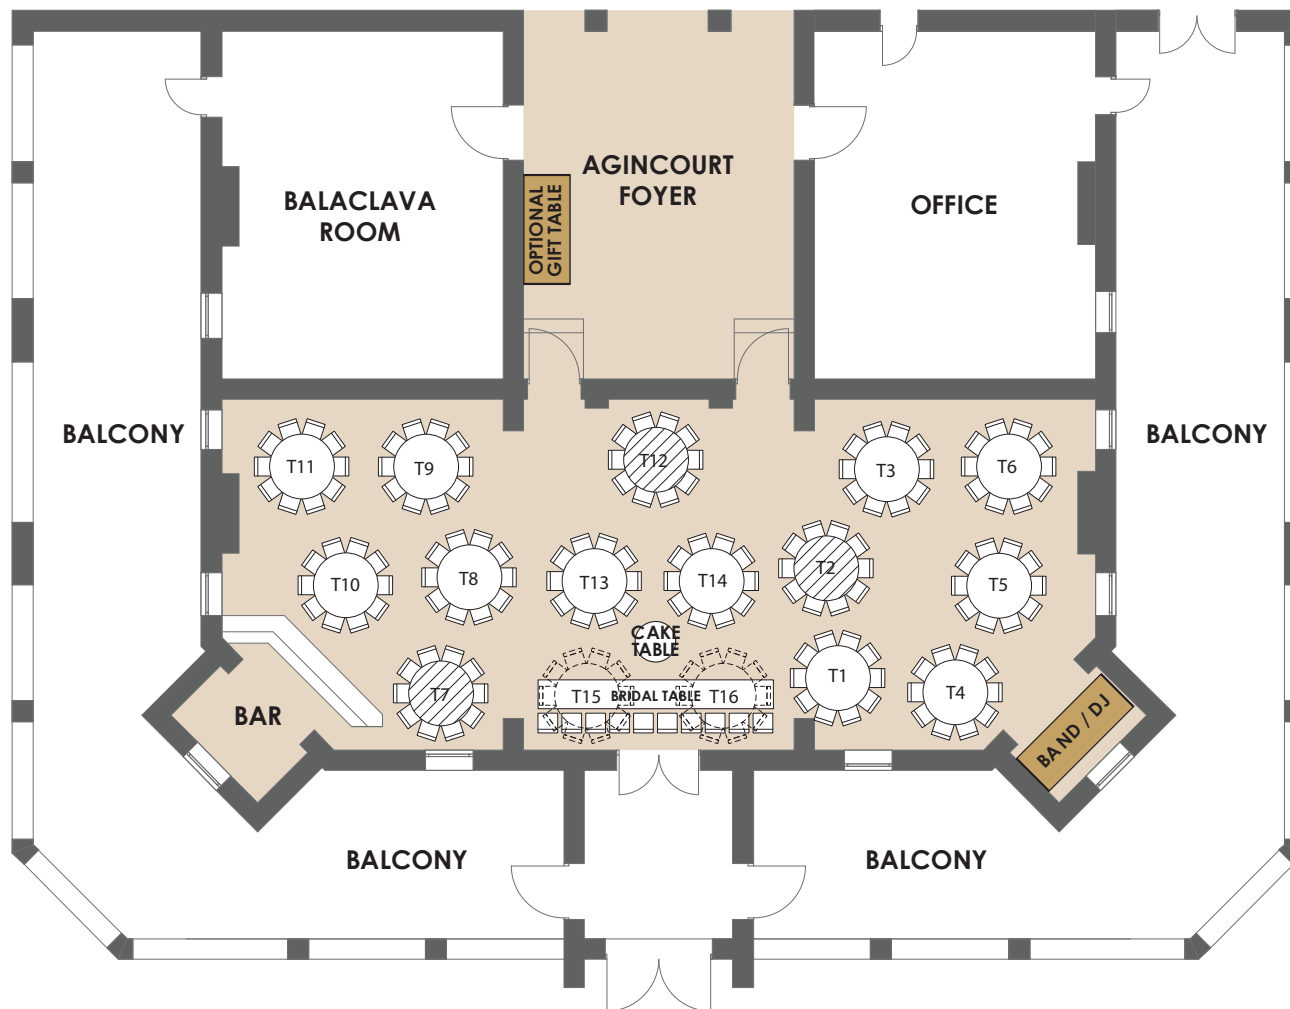 AGINCOURT
FOYER
BALACLAVA
ROOM
OPTIONAL
GIFT TABLE
OFFICE
BALCONY
BALCONY
T11
T9
T12
T3
T6
T10
T8
T13
T14
T2
T5
CAKE
TABLE
T7
T15
BRIDAL TABLE
T16
T1
T4
BAR
BAND / DJ
BALCONY
BALCONY